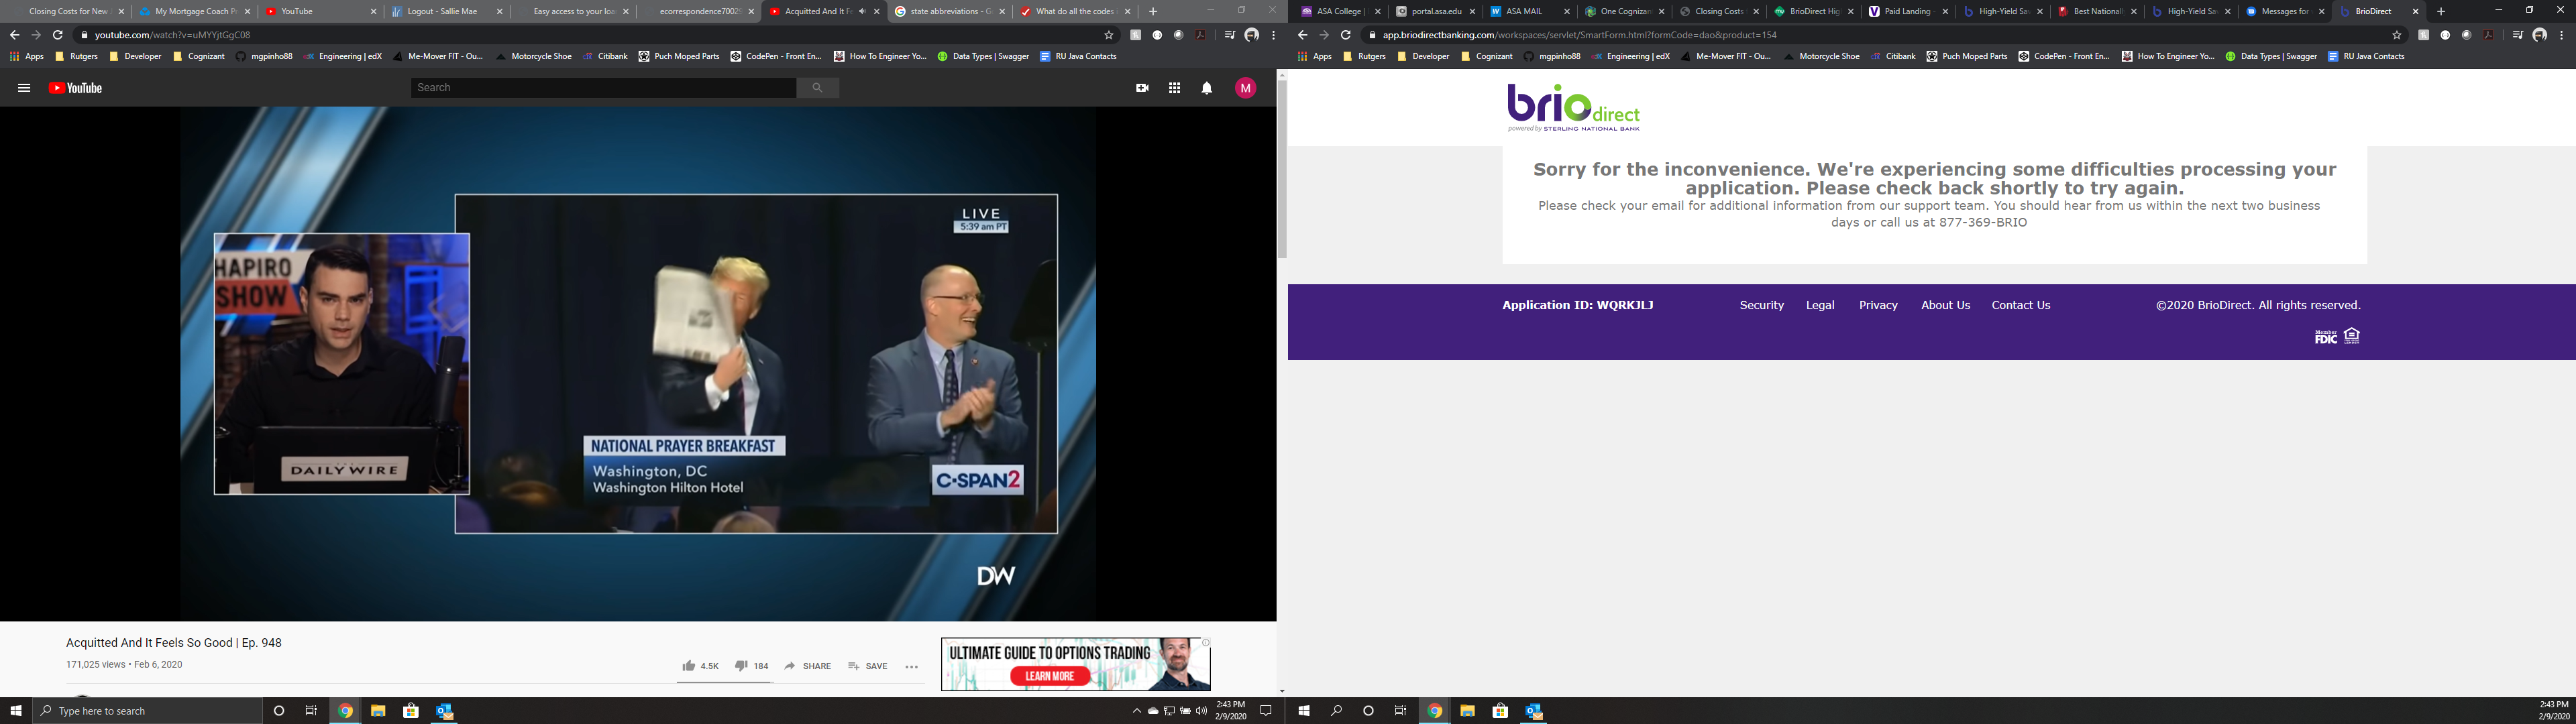 Closing Costs for New
My Mortgage Coach P
YouTube
Logout - Sallie Mae
Easy access to your loa
ecorrespondence70025
Acquitted And It Fe
state abbreviations - G
What do all the codes
youtube.com/watch?v=uMYYjtGgC08
Apps Rutgers Developer Cognizant mgpinho88 Engineering | edX Me-Mover FIT - Ou... Motorcycle Shoe Citibank Puch Moped Parts CodePen - Front En... How To Engineer Yo... Data Types | Swagger RU Java Contacts
YouTube
Search
M
HAPIRO
SHOW
DAILYWIRE
LIVE
5:39 am PT
NATIONAL PRAYER BREAKFAST
Washington, DC
Washington Hilton Hotel
C-SPAN2
DW
Acquitted And It Feels So Good | Ep. 948
171,025 views • Feb 6, 2020
4.5K 184 SHARE SAVE
ULTIMATE GUIDE TO OPTIONS TRADING
LEARN MORE
Type here to search
2:43 PM
2/9/2020
ASA College |
portal.asa.edu
ASA MAIL
One Cognizan
Closing Costs
BrioDirect Hig
Paid Landing
High-Yield Sav
Best Nationall
High-Yield Sav
Messages for
BrioDirect
app.briodirectbanking.com/workspaces/servlet/SmartForm.html?formCode=dao&product=154
Apps Rutgers Developer Cognizant mgpinho88 Engineering | edX Me-Mover FIT - Ou... Motorcycle Shoe Citibank Puch Moped Parts CodePen - Front En... How To Engineer Yo... Data Types | Swagger RU Java Contacts
brio direct
powered by STERLING NATIONAL BANK
Sorry for the inconvenience. We're experiencing some difficulties processing your
application. Please check back shortly to try again.
Please check your email for additional information from our support team. You should hear from us within the next two business
days or call us at 877-369-BRIO
Application ID: WQRKJLJ Security Legal Privacy About Us Contact Us ©2020 BrioDirect. All rights reserved.
Member
FDIC
2:43 PM
2/9/2020